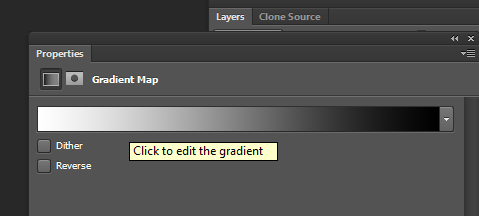 Layers Clone Source
Properties
Gradient Map
Dither
Click to edit the gradient
Reverse